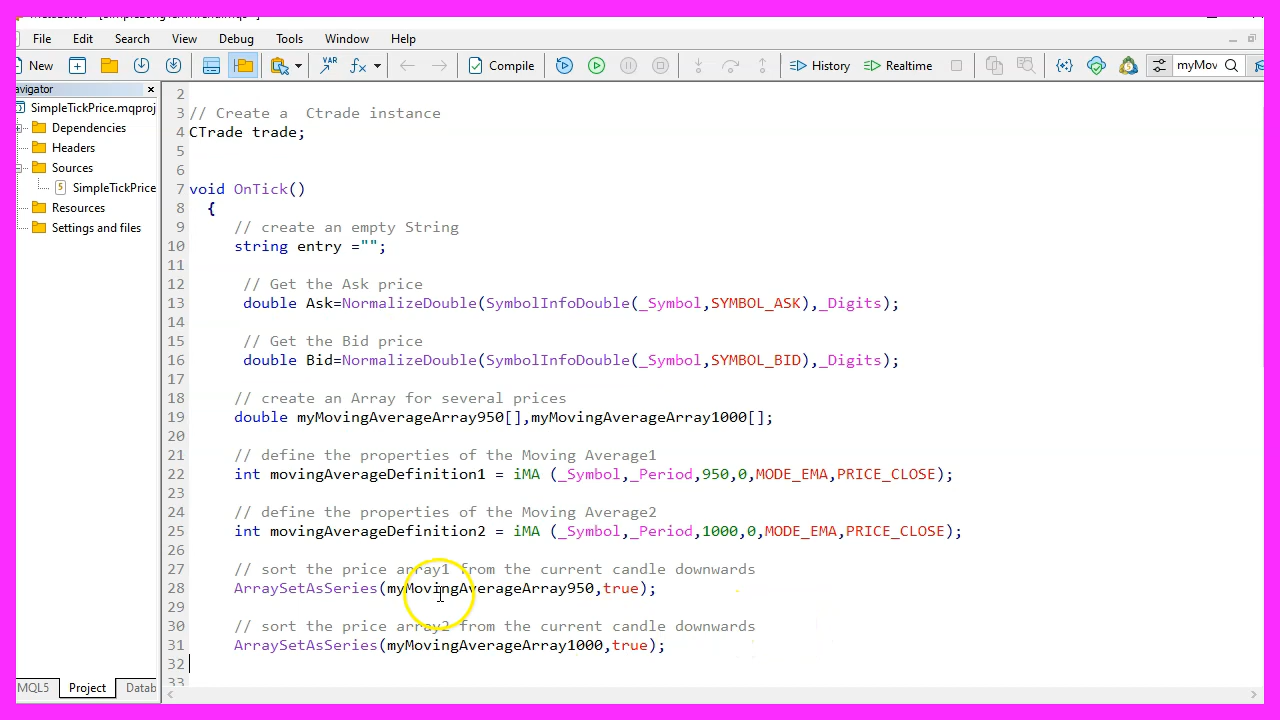 File Edit Search View Debug Tools Window Help
New VAR fx Compile History Realtime myMov
avigator ×
SimpleTickPrice.mqproj
Dependencies
Headers
Sources
SimpleTickPrice
Resources
Settings and files
2
3 // Create a  Ctrade instance
4 CTrade trade;
5
6
7 void OnTick()
8 {
9 // create an empty String
10 string entry ="";
11
12 // Get the Ask price
13 double Ask=NormalizeDouble(SymbolInfoDouble(_Symbol,SYMBOL_ASK),_Digits);
14
15 // Get the Bid price
16 double Bid=NormalizeDouble(SymbolInfoDouble(_Symbol,SYMBOL_BID),_Digits);
17
18 // create an Array for several prices
19 double myMovingAverageArray950[],myMovingAverageArray1000[];
20
21 // define the properties of the Moving Average1
22 int movingAverageDefinition1 = iMA (_Symbol,_Period,950,0,MODE_EMA,PRICE_CLOSE);
23
24 // define the properties of the Moving Average2
25 int movingAverageDefinition2 = iMA (_Symbol,_Period,1000,0,MODE_EMA,PRICE_CLOSE);
26
27 // sort the price array1 from the current candle downwards
28 ArraySetAsSeries(myMovingAverageArray950,true);
29
30 // sort the price array2 from the current candle downwards
31 ArraySetAsSeries(myMovingAverageArray1000,true);
32
33
MQL5 Project Datab